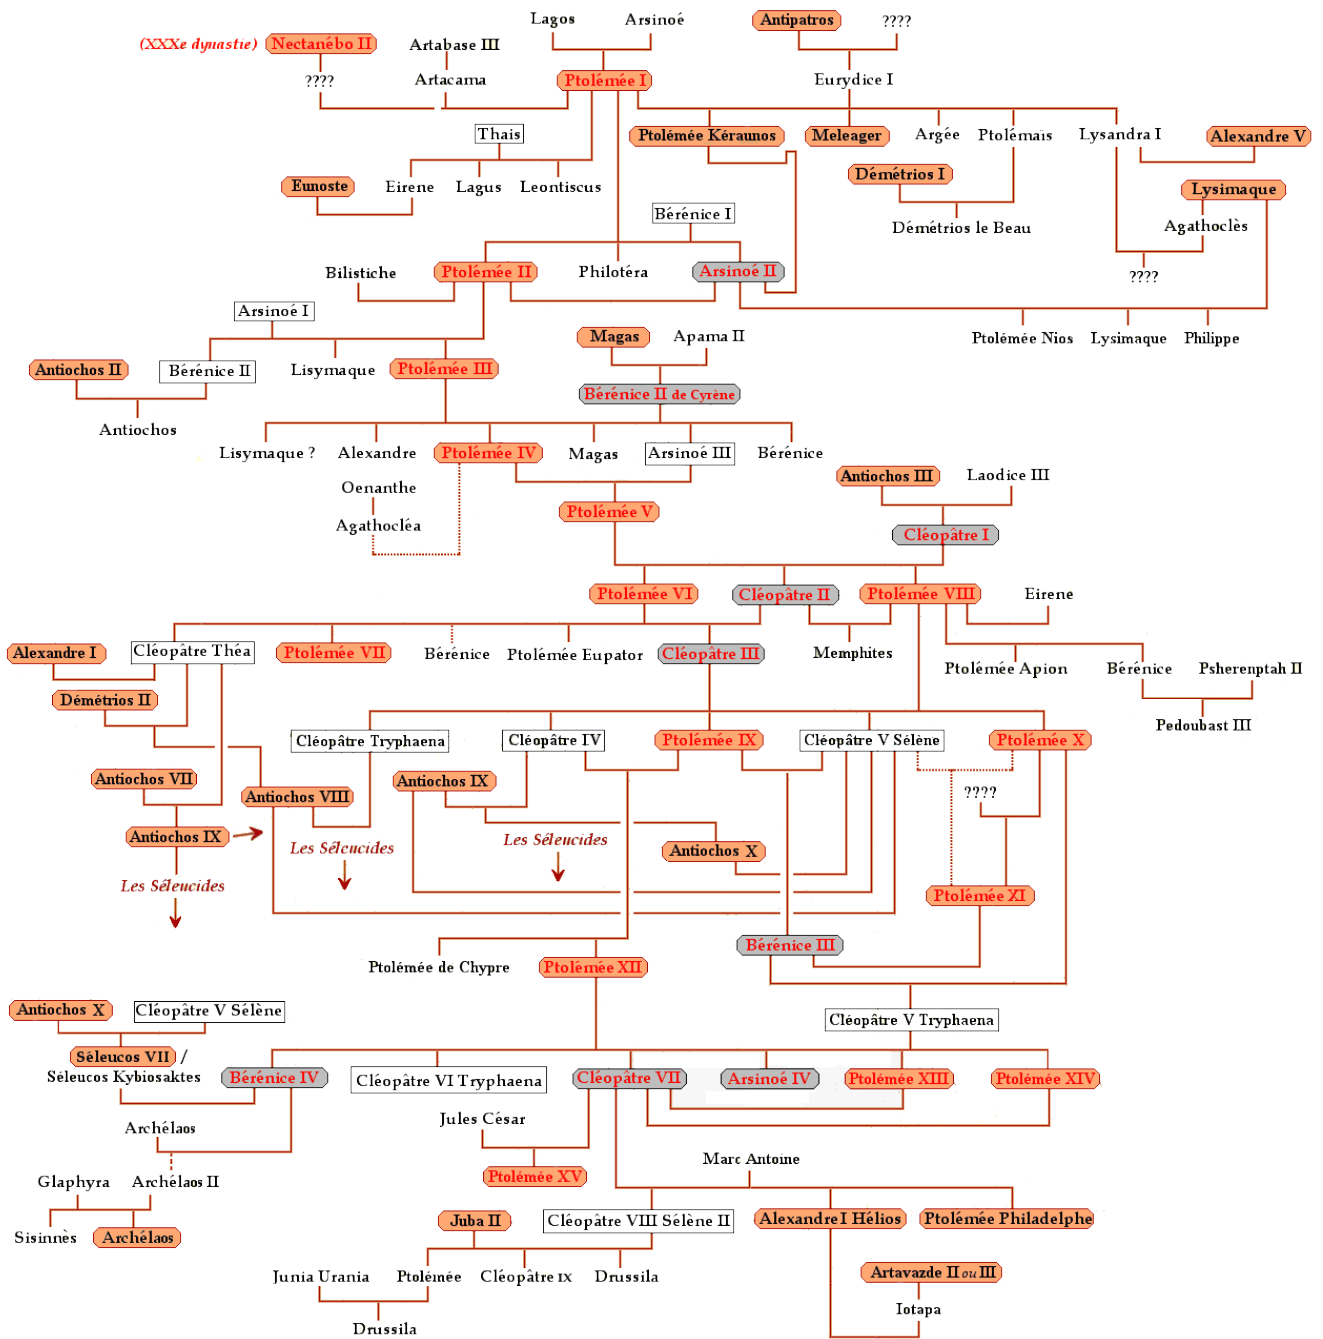 Lagos
Arsinoé
Antipatros
????
(XXXe dynastie)
Nectanébo II
Artabase III
????
Artacama
Ptolémée I
Eurydice I
Thais
Ptolémée Kéraunos
Meleager
Argée
Ptolémaïs
Lysandra I
Alexandre V
Eunoste
Eirene
Lagus
Leontiscus
Démétrios I
Lysimaque
Bérénice I
Démétrios le Beau
Agathoclès
Bilistiche
Ptolémée II
Philotéra
Arsinoé II
????
Arsinoé I
Magas
Apama II
Ptolémée Nios
Lysimaque
Philippe
Antiochos II
Bérénice II
Lisymaque
Ptolémée III
Bérénice II de Cyrène
Antiochos
Lisymaque ?
Alexandre
Ptolémée IV
Magas
Arsinoé III
Bérénice
Oenanthe
Antiochos III
Laodice III
Agathocléa
Ptolémée V
Cléopâtre I
Ptolémée VI
Cléopâtre II
Ptolémée VIII
Eirene
Alexandre I
Cléopâtre Théa
Ptolémée VII
Bérénice
Ptolémée Eupator
Cléopâtre III
Memphites
Ptolémée Apion
Bérénice
Psherenptah II
Démétrios II
Pedoubast III
Cléopâtre Tryphaena
Cléopâtre IV
Ptolémée IX
Cléopâtre V Sélène
Ptolémée X
Antiochos VII
Antiochos VIII
Antiochos IX
????
Antiochos IX
Les Séleucides
Les Séleucides
Antiochos X
Les Séleucides
Ptolémée XI
Bérénice III
Ptolémée de Chypre
Ptolémée XII
Antiochos X
Cléopâtre V Sélène
Cléopâtre V Tryphaena
Séleucos VII /
Séleucos Kybiosaktes
Bérénice IV
Cléopâtre VI Tryphaena
Cléopâtre VII
Arsinoé IV
Ptolémée XIII
Ptolémée XIV
Archélaos
Jules César
Marc Antoine
Glaphyra
Archélaos II
Ptolémée XV
Sisinnès
Archélaos
Juba II
Cléopâtre VIII Sélène II
Alexandre I Hélios
Ptolémée Philadelphe
Junia Urania
Ptolémée
Cléopâtre IX
Drussila
Artavazde II ou III
Iotapa
Drussila